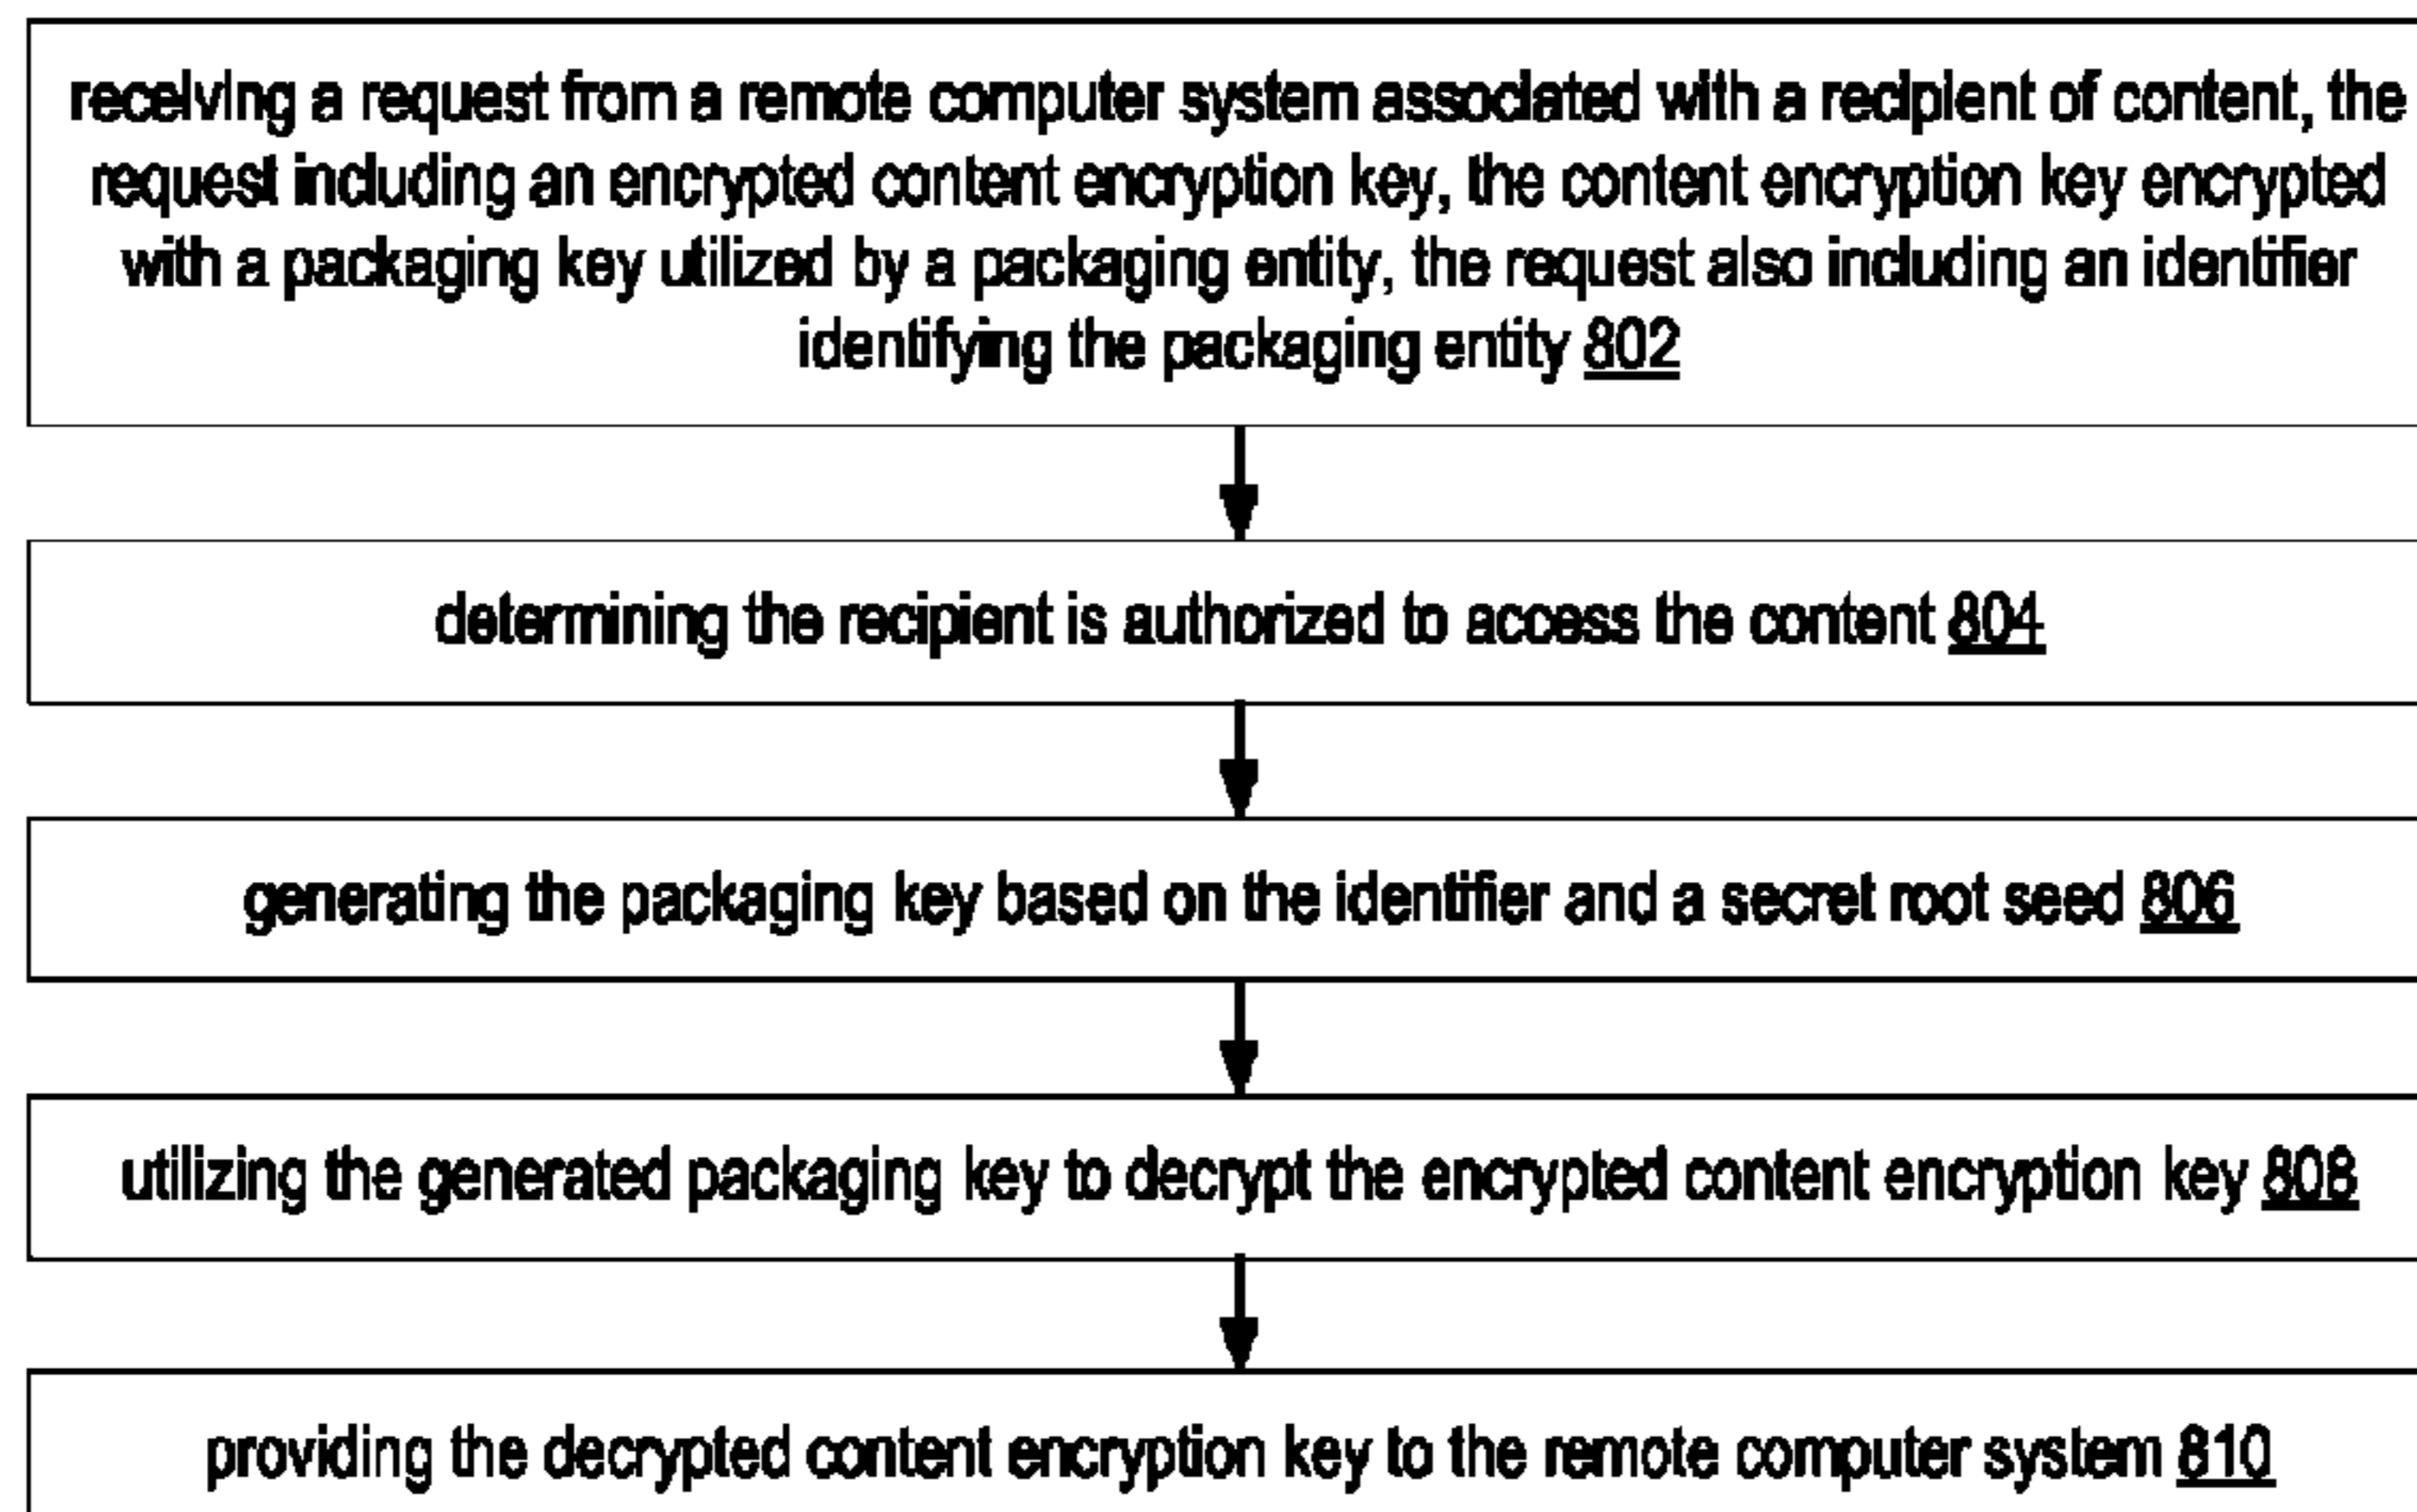 receiving a request from a remote computer system associated with a recipient of content, the
request including an encrypted content encryption key, the content encryption key encrypted
with a packaging key utilized by a packaging entity, the request also including an identifier
identifying the packaging entity 802
determining the recipient is authorized to access the content 804
generating the packaging key based on the identifier and a secret root seed 806
utilizing the generated packaging key to decrypt the encrypted content encryption key 808
providing the decrypted content encryption key to the remote computer system 810